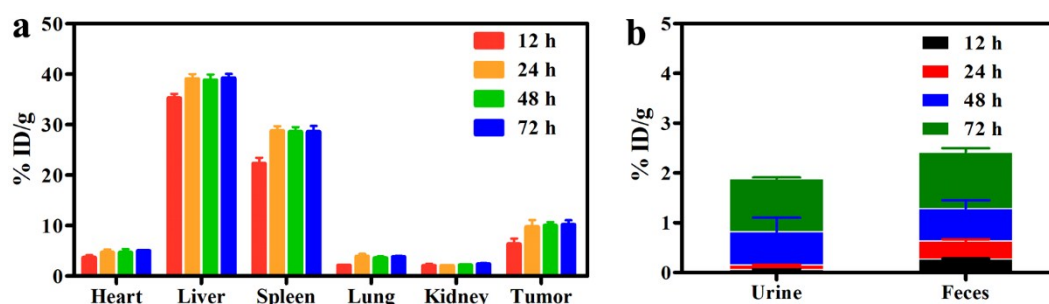 a
% ID/g
50
40
30
20
10
0
12 h
24 h
48 h
72 h
Heart Liver Spleen Lung Kidney Tumor
b
% ID/g
5
4
3
2
1
0
12 h
24 h
48 h
72 h
Urine Feces